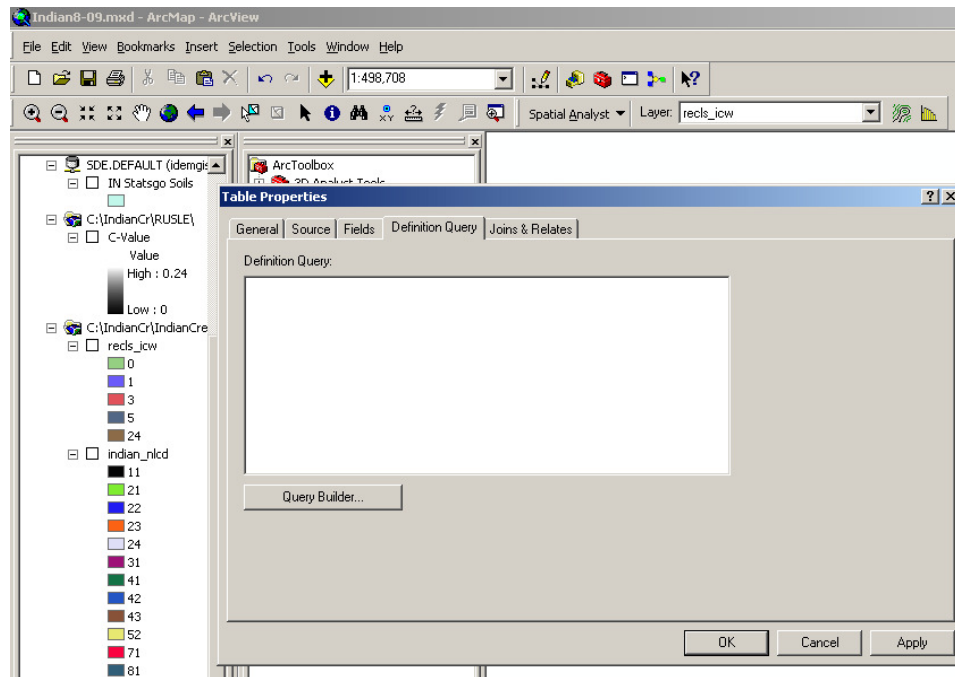 Indian8-09.mxd - ArcMap - ArcView
File Edit View Bookmarks Insert Selection Tools Window Help
1:498,708
Spatial Analyst Layer: recls_icw
SDE.DEFAULT (idemgis
IN Statsgo Soils
C:\IndianCr\RUSLE\
C-Value
Value
High : 0.24
Low : 0
C:\IndianCr\IndianCre
recls_icw
0
1
3
5
24
indian_nlcd
11
21
22
23
24
31
41
42
43
52
71
81
ArcToolbox
3D Analyst Tools
Table Properties
General Source Fields Definition Query Joins & Relates
Definition Query:
Query Builder...
OK Cancel Apply